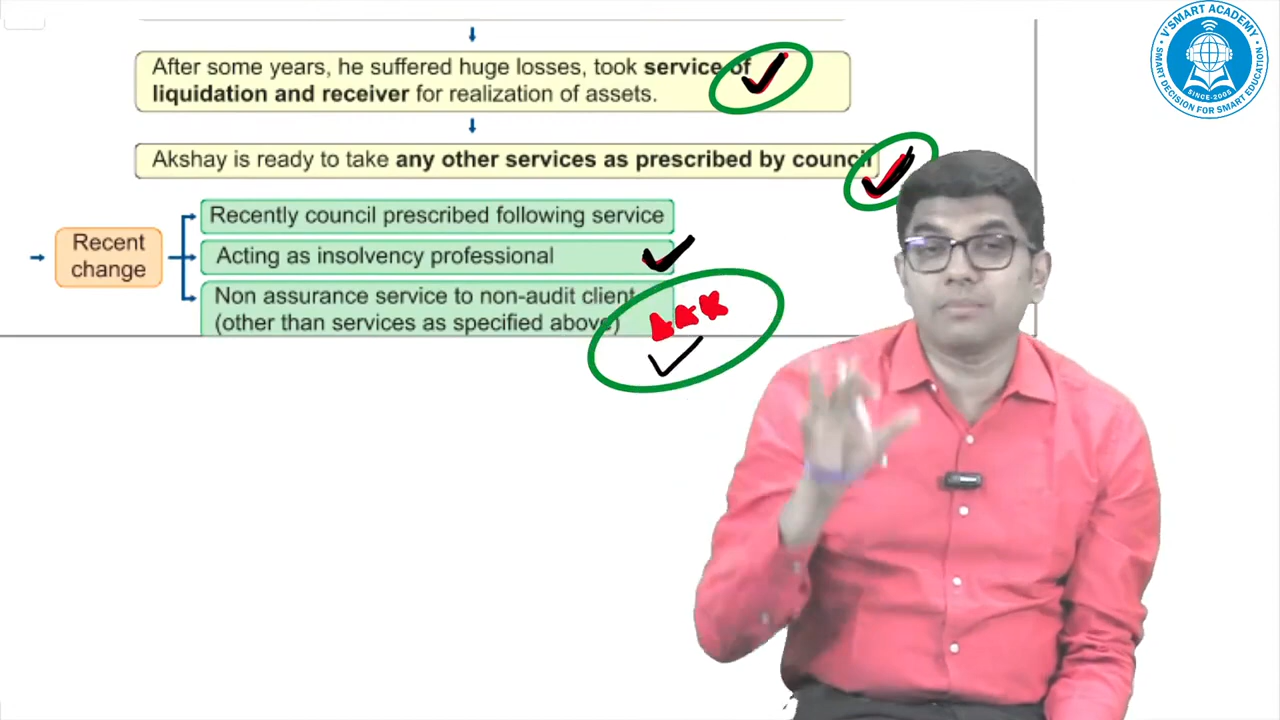 After some years, he suffered huge losses, took service of
liquidation and receiver for realization of assets.
Akshay is ready to take any other services as prescribed by council
Recent
change
Recently council prescribed following service
Acting as insolvency professional
Non assurance service to non-audit client
(other than services as specified above)
V'SMART ACADEMY
SMART DECISION FOR SMART EDUCATION
SINCE-2005